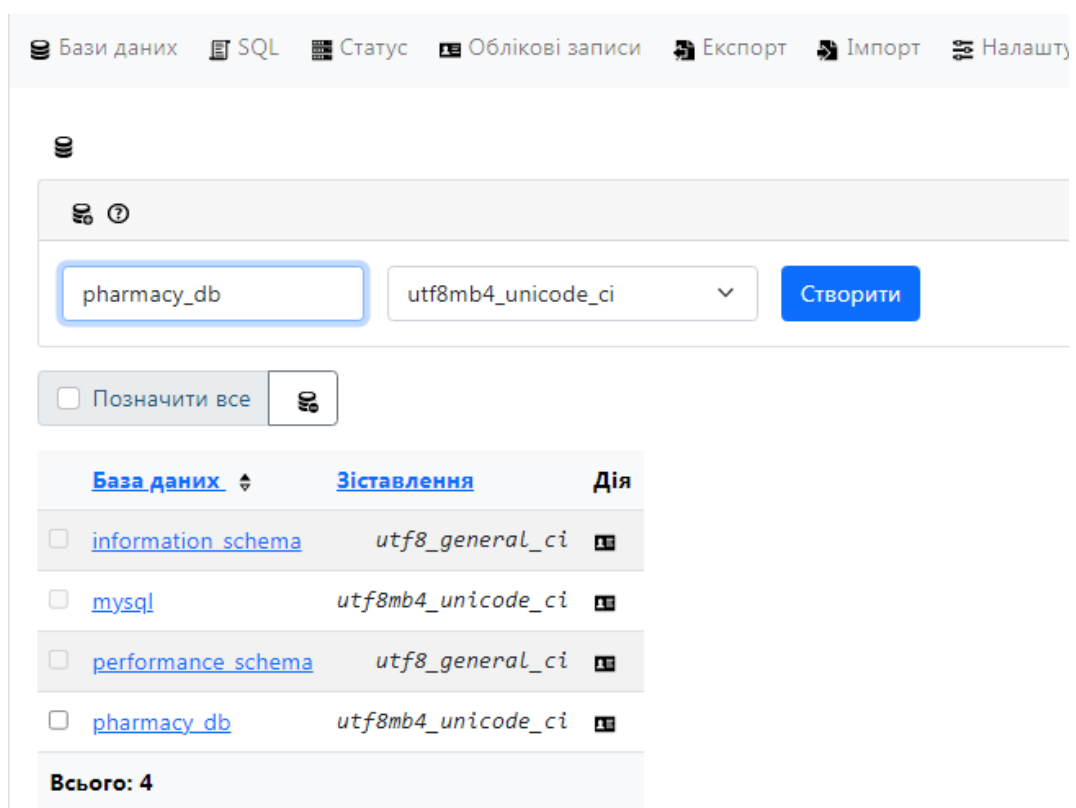 Бази даних SQL Статус Облікові записи Експорт Імпорт Налашту
pharmacy_db utf8mb4_unicode_ci Створити
Позначити все
База даних Зіставлення Дія
information_schema utf8_general_ci
mysql utf8mb4_unicode_ci
performance_schema utf8_general_ci
pharmacy_db utf8mb4_unicode_ci
Всього: 4